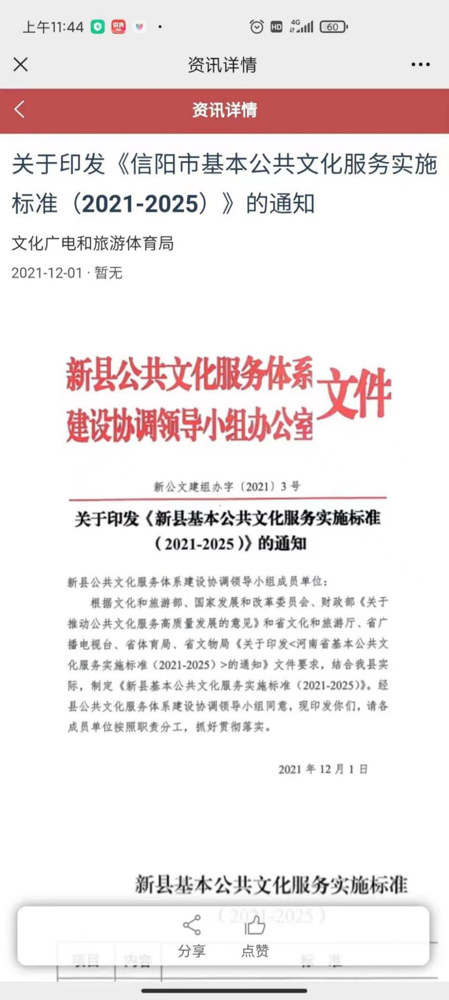 上午11:44
识货
HD
4G
60
资讯详情
资讯详情
关于印发《信阳市基本公共文化服务实施
标准（2021-2025）》的通知
文化广电和旅游体育局
2021-12-01 · 暂无
新县公共文化服务体系
建设协调领导小组办公室
文件
新公文建组办字〔2021〕3 号
关于印发《新县基本公共文化服务实施标准
（2021-2025）》的通知
新县公共文化服务体系建设协调领导小组成员单位：
根据文化和旅游部、国家发展和改革委员会、财政部《关于
推动公共文化服务高质量发展的意见》和省文化和旅游厅、省广
播电视台、省体育局、省文物局《关于印发<河南省基本公共文
化服务实施标准（2021-2025）>的通知》文件要求，结合我县实
际，制定《新县基本公共文化服务实施标准（2021-2025）》。经
县公共文化服务体系建设协调领导小组同意，现印发你们，请各
成员单位按照职责分工，抓好贯彻落实。
2021 年 12 月 1 日
新县基本公共文化服务实施标准
（2021-2025）
分享
点赞
项目 内容 标 准